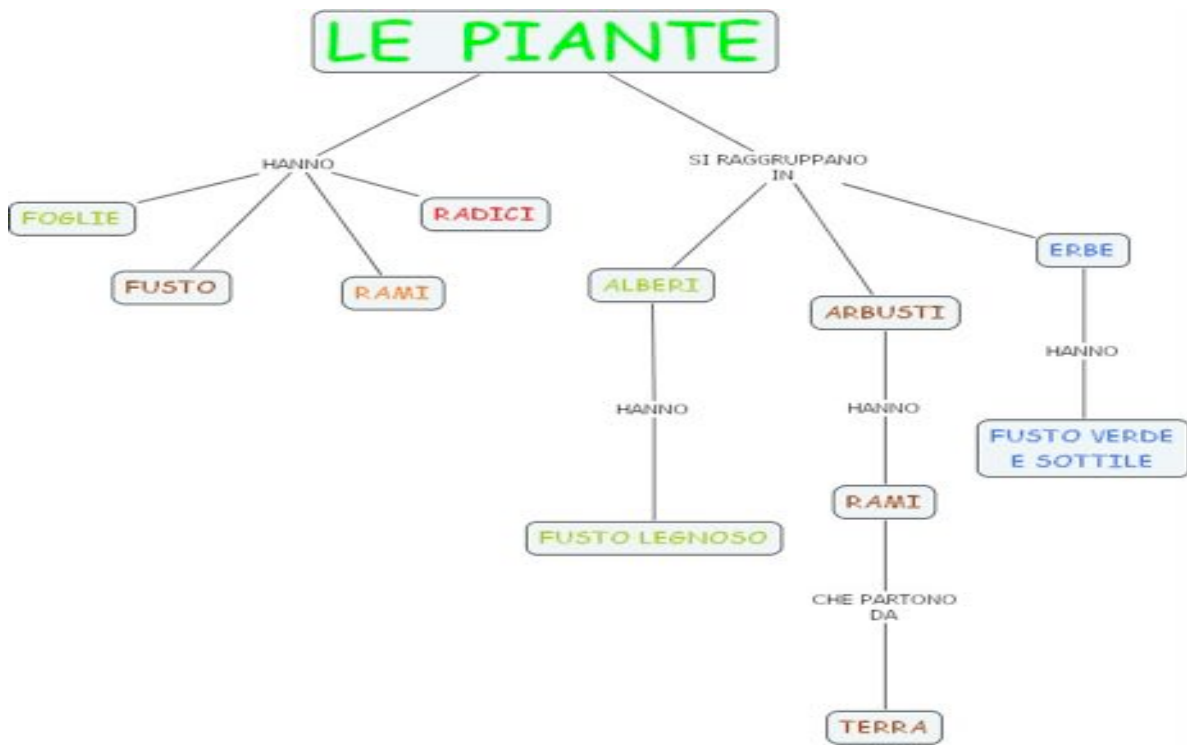 LE PIANTE
HANNO
FOGLIE
FUSTO
RAMI
RADICI
SI RAGGRUPPANO
IN
ALBERI
HANNO
FUSTO LEGNOSO
ARBUSTI
HANNO
RAMI
CHE PARTONO
DA
TERRA
ERBE
HANNO
FUSTO VERDE
E SOTTILE